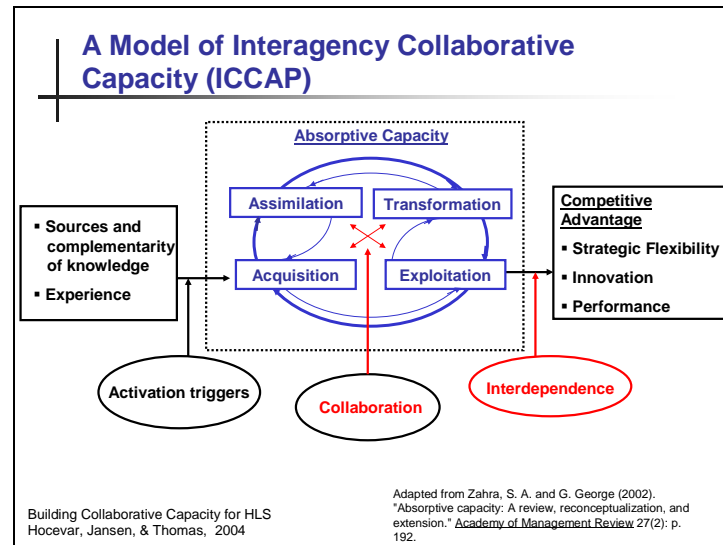 A Model of Interagency Collaborative
Capacity (ICCAP)
Absorptive Capacity
Assimilation
Transformation
Acquisition
Exploitation
▪ Sources and
complementarity
of knowledge
▪ Experience
Competitive
Advantage
▪ Strategic Flexibility
▪ Innovation
▪ Performance
Activation triggers
Collaboration
Interdependence
Building Collaborative Capacity for HLS
Hocevar, Jansen, & Thomas, 2004
Adapted from Zahra, S. A. and G. George (2002).
"Absorptive capacity: A review, reconceptualization, and
extension." Academy of Management Review 27(2): p.
192.